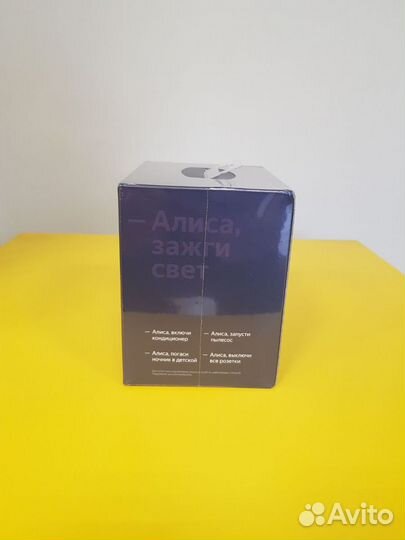 — Алиса,
зажги
свет
— Алиса, включи
кондиционер
— Алиса, запусти
пылесос
— Алиса, погаси
ночник в детской
— Алиса, выключи
все розетки
Avito